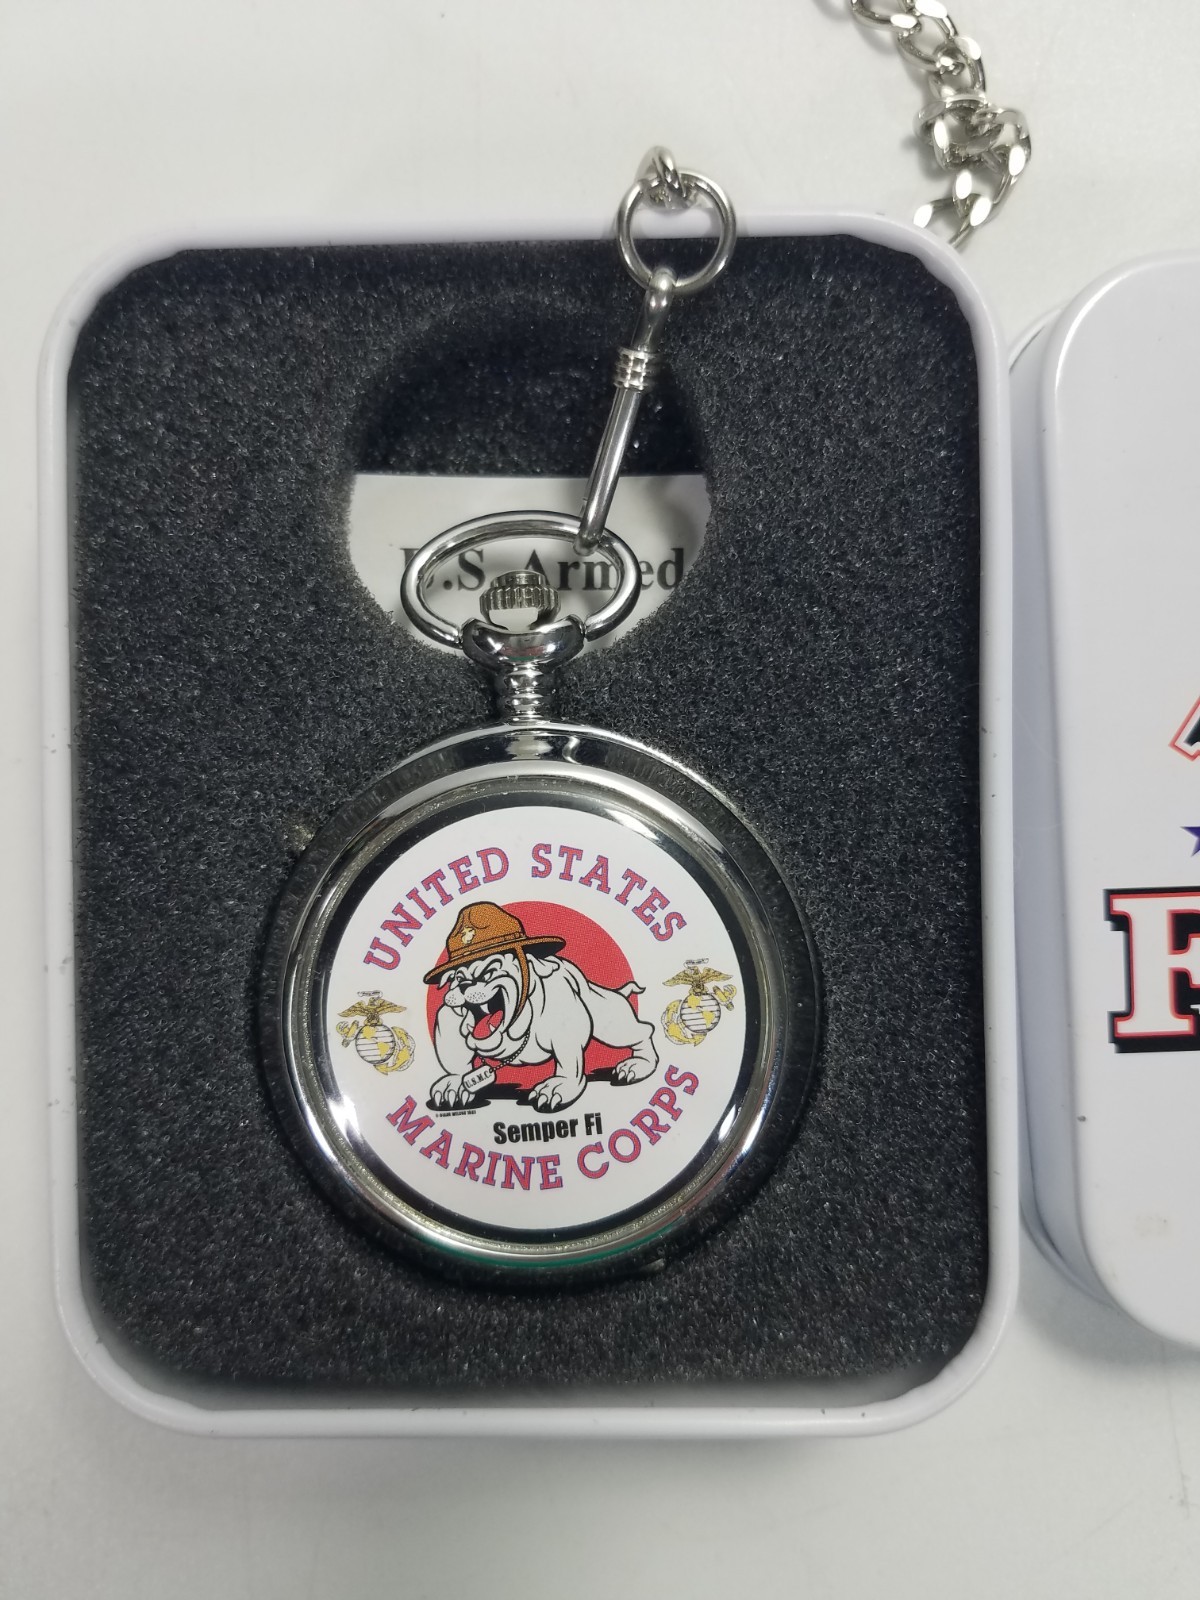 U.S. Armed
UNITED STATES
U.S.M.C.
Semper Fi
MARINE CORPS
F